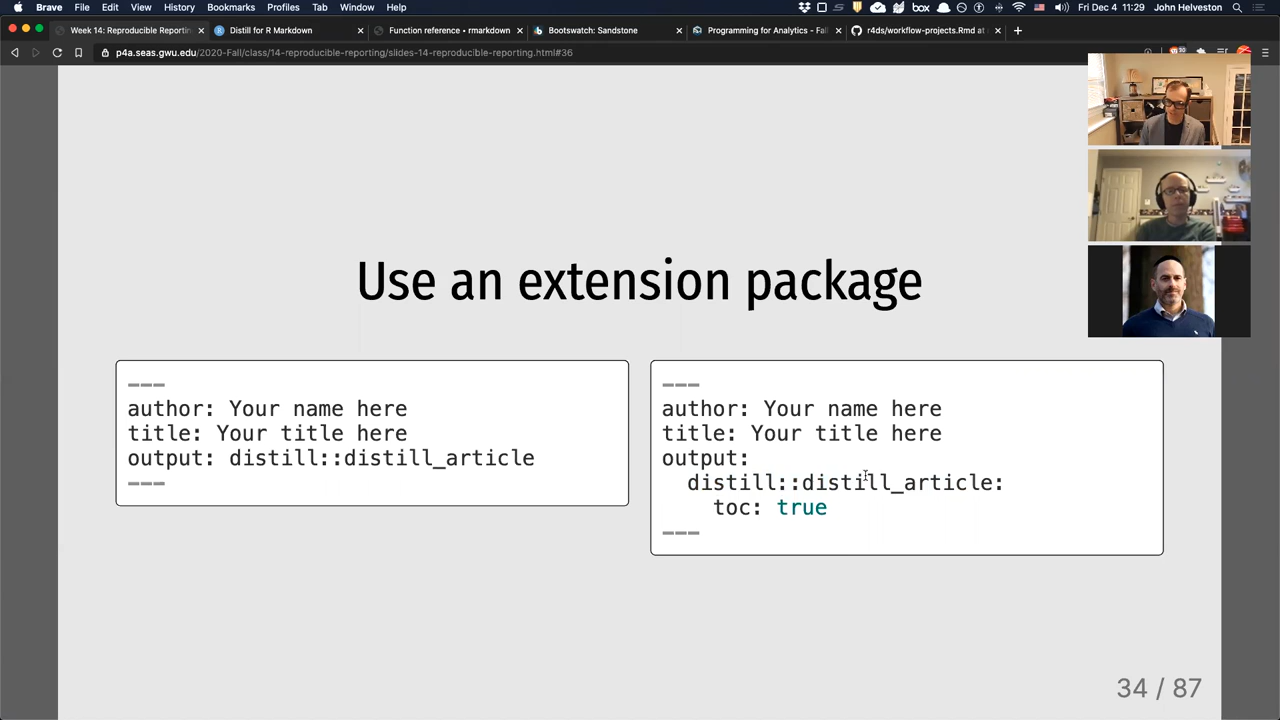 Brave File Edit View History Bookmarks Profiles Tab Window Help
box Fri Dec 4 11:29 John Helveston
Week 14: Reproducible Reportin
Distill for R Markdown
Function reference • rmarkdown
Bootswatch: Sandstone
Programming for Analytics - Fal
r4ds/workflow-projects.Rmd at
p4a.seas.gwu.edu/2020-Fall/class/14-reproducible-reporting/slides-14-reproducible-reporting.html#36
Use an extension package
---
author: Your name here
title: Your title here
output: distill::distill_article
---
---
author: Your name here
title: Your title here
output:
distill::distill_article:
toc: true
---
34 / 87